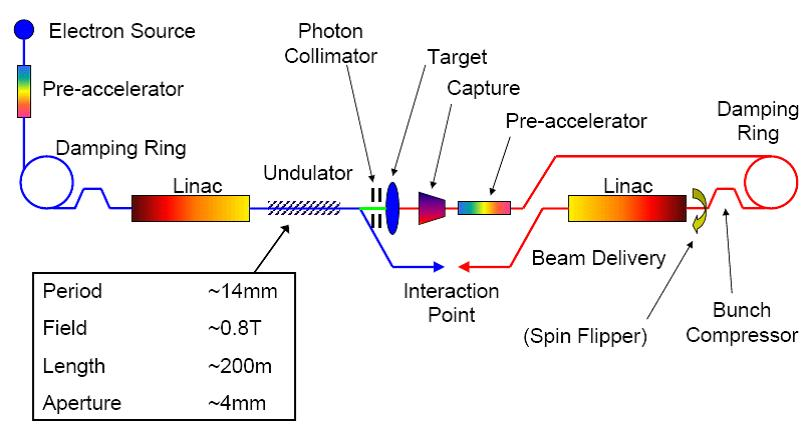 Electron Source
Pre-accelerator
Damping Ring
Linac
Undulator
Photon
Collimator
Target
Capture
Pre-accelerator
Damping
Ring
Linac
Beam Delivery
Interaction
Point
(Spin Flipper)
Bunch
Compressor
Period ~14mm
Field ~0.8T
Length ~200m
Aperture ~4mm